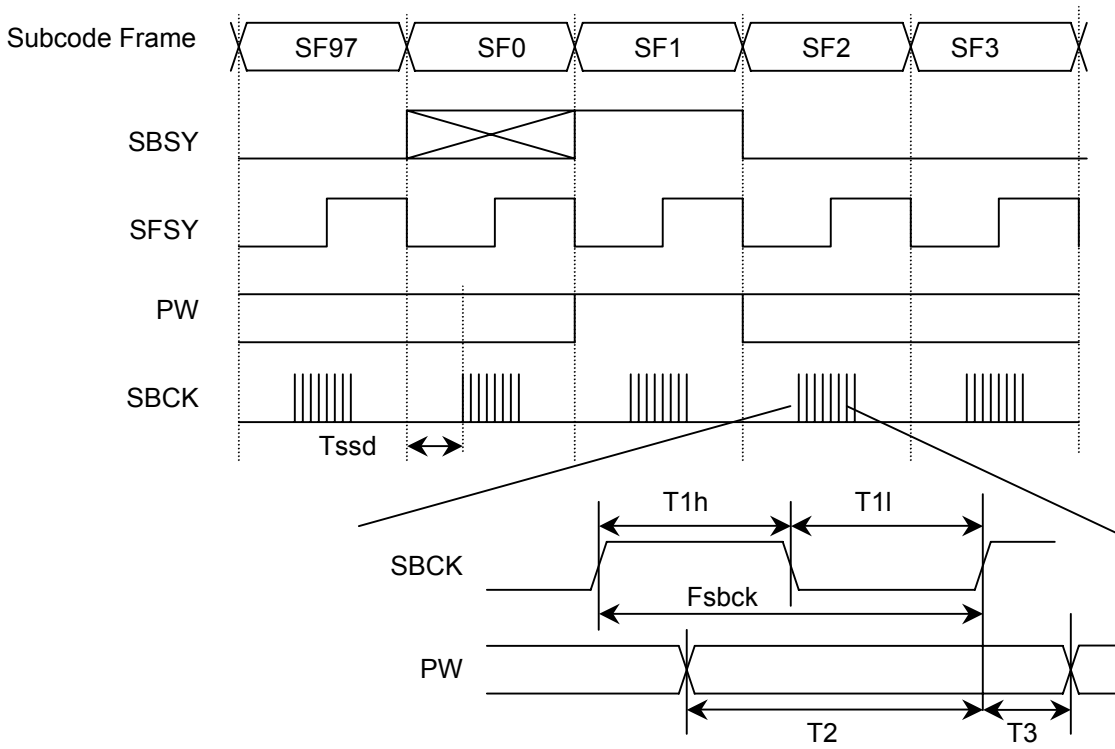 Subcode Frame SF97 SF0 SF1 SF2 SF3
SBSY
SFSY
PW
SBCK
Tssd
T1h T1l
SBCK
Fsbck
PW
T2 T3